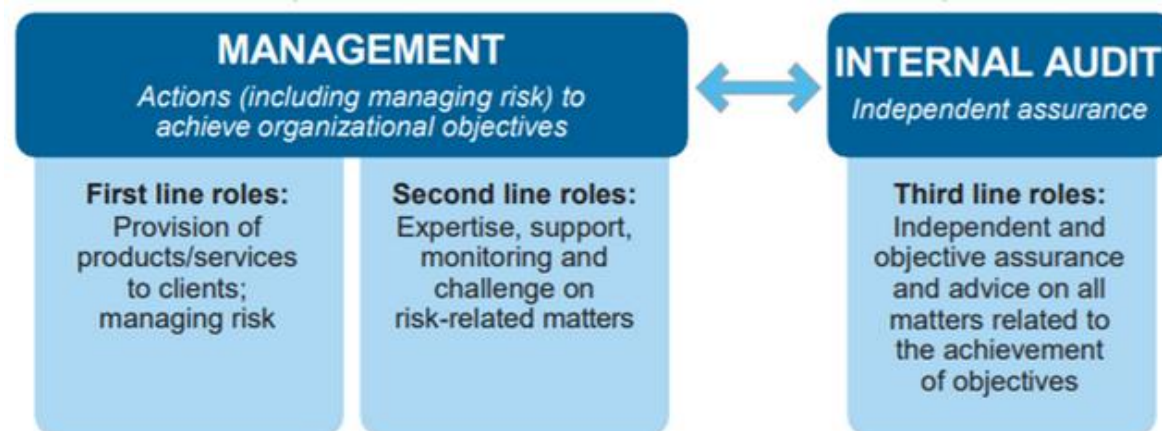 MANAGEMENT
Actions (including managing risk) to
achieve organizational objectives
INTERNAL AUDIT
Independent assurance
First line roles:
Provision of
products/services
to clients;
managing risk
Second line roles:
Expertise, support,
monitoring and
challenge on
risk-related matters
Third line roles:
Independent and
objective assurance
and advice on all
matters related to
the achievement
of objectives